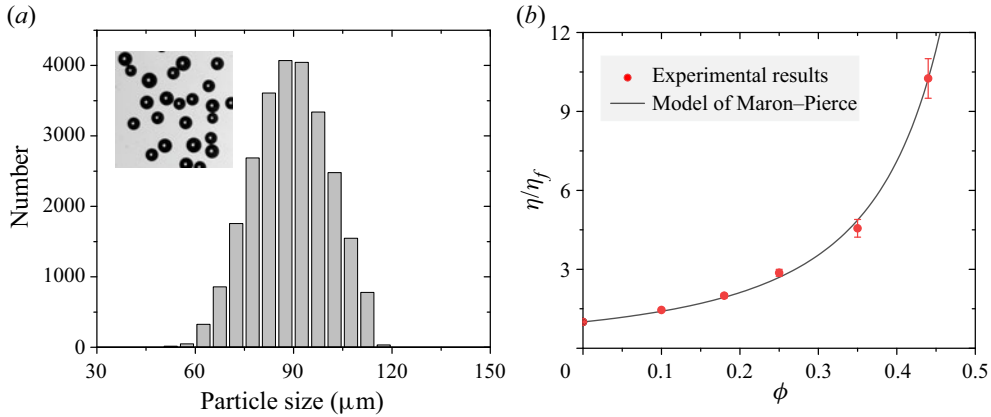 (a)
4000
3000
2000
1000
0
Number
30
60
90
120
150
Particle size (μm)
(b)
12
9
6
3
0
η/ηf
Experimental results
Model of Maron–Pierce
0.1
0.2
0.3
0.4
0.5
ϕ